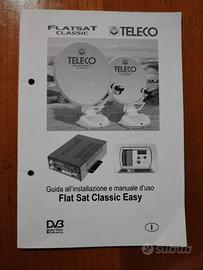 FLATSAT
CLASSIC
TELECO
TELECO
TELECO
Guida all'installazione e manuale d'uso
Flat Sat Classic Easy
DVB
I
Subito